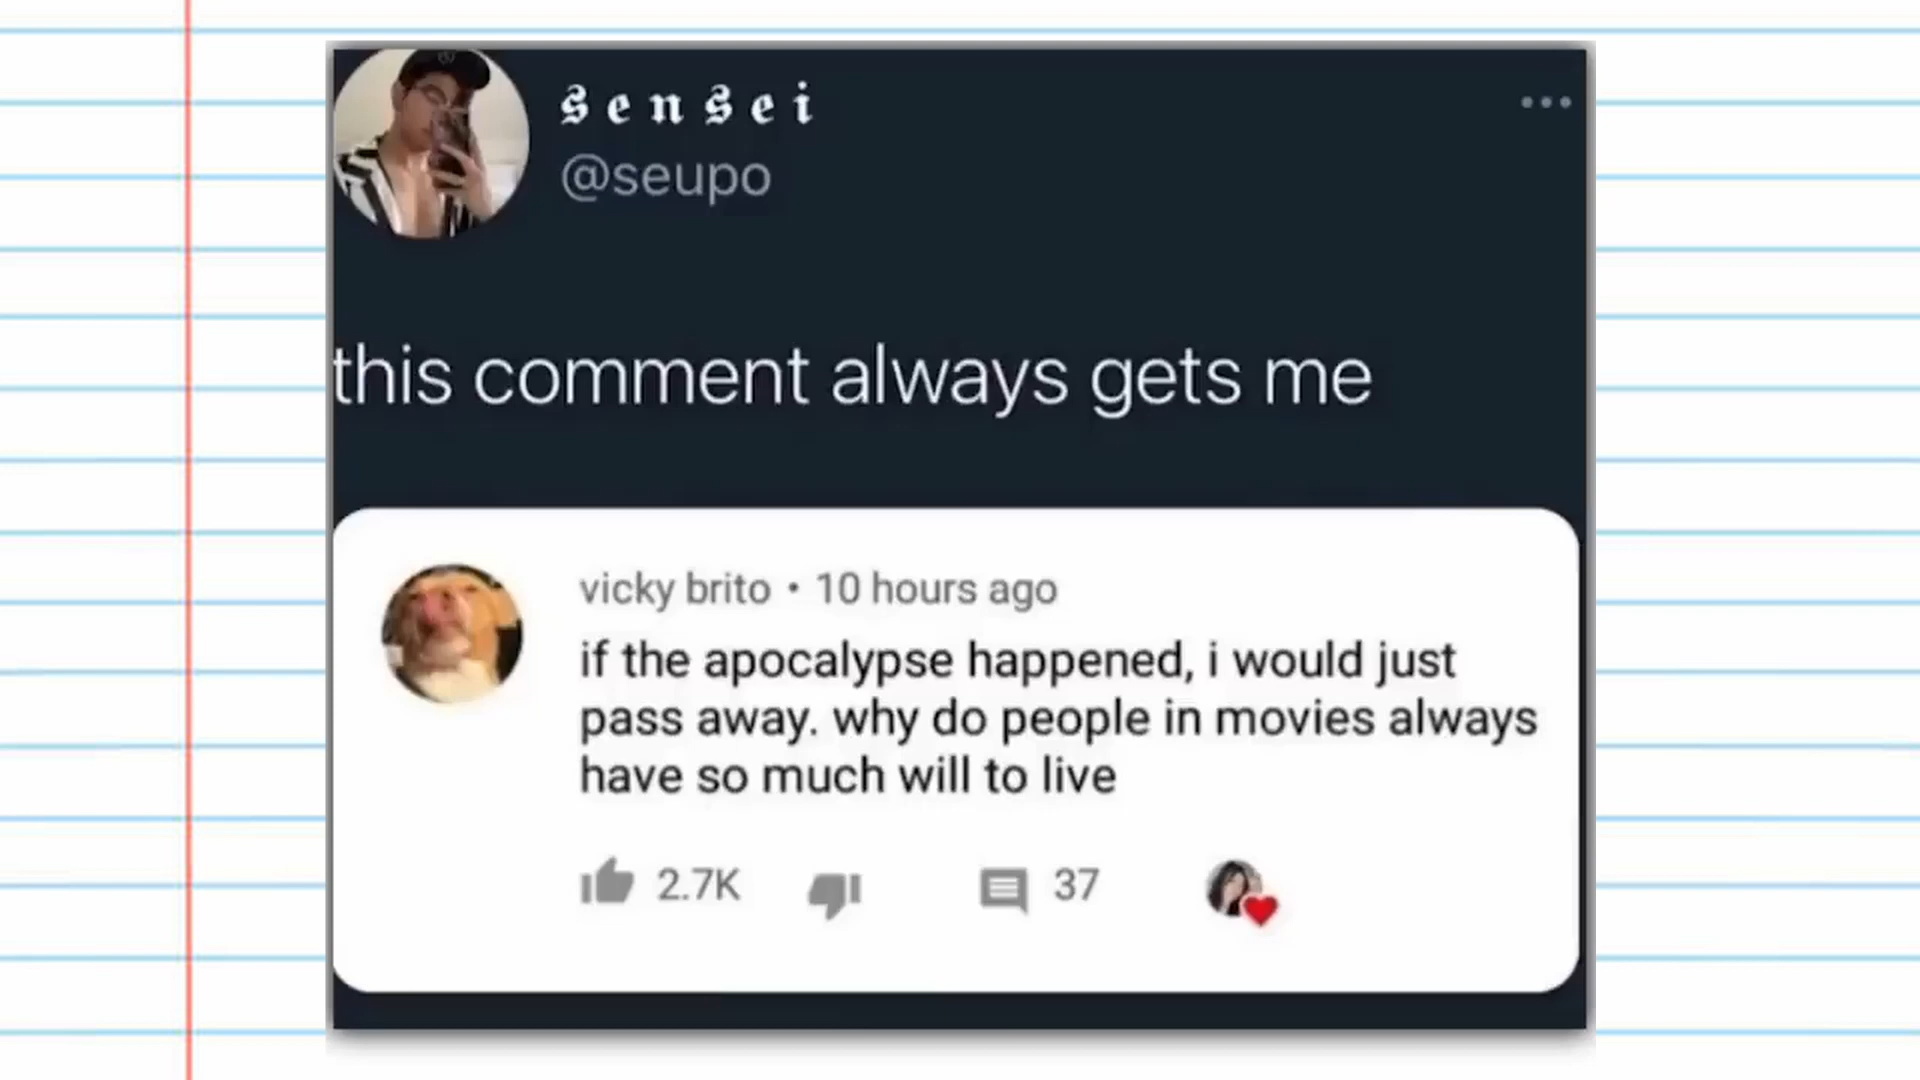 sensei
@seupo
this comment always gets me
vicky brito • 10 hours ago
if the apocalypse happened, i would just
pass away. why do people in movies always
have so much will to live
2.7K 37